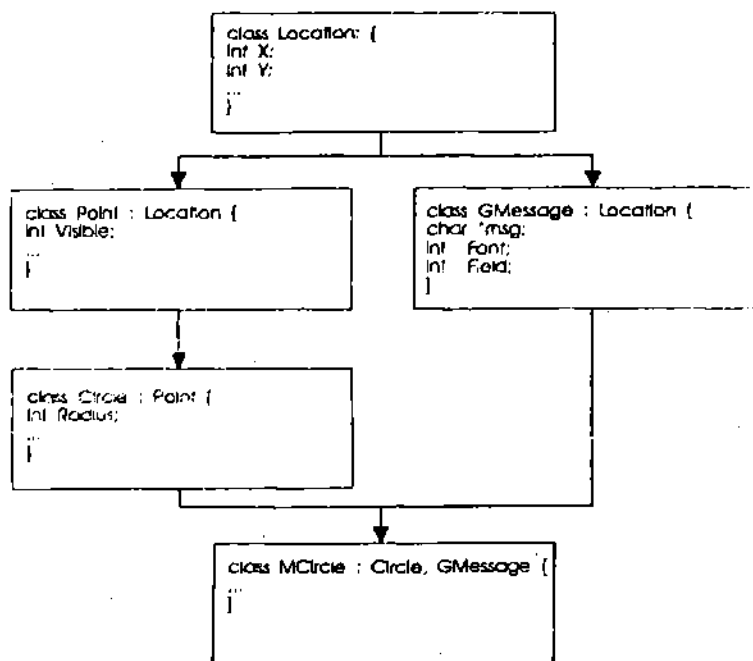 class Location: {
int X;
int Y;
...
}
class Point : Location {
int Visible;
...
}
class GMessage : Location {
char *msg;
int Font;
int Field;
}
class Circle : Point {
int Radius;
...
}
class MCircle : Circle, GMessage {
...
}